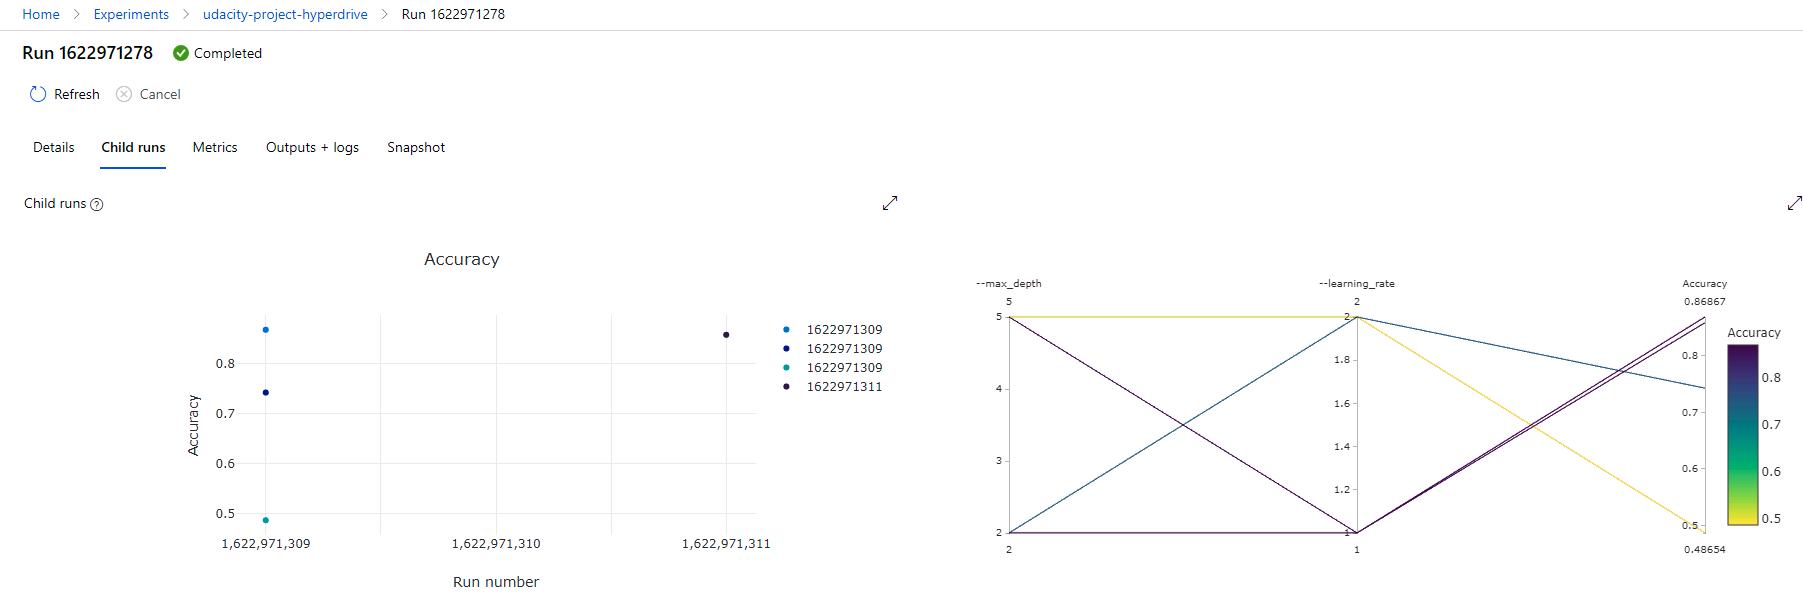 Home > Experiments > udacity-project-hyperdrive > Run 1622971278
Run 1622971278 Completed
Refresh Cancel
Details Child runs Metrics Outputs + logs Snapshot
Child runs ?
Accuracy
Accuracy
0.8
0.7
0.6
0.5
1,622,971,309 1,622,971,310 1,622,971,311
Run number
1622971309
1622971309
1622971309
1622971311
--max_depth --learning_rate Accuracy
5 2 0.86867
5
4
3
2
2
2
1.8
1.6
1.4
1.2
1
1
0.8
0.7
0.6
0.5
0.48654
Accuracy
0.8
0.7
0.6
0.5